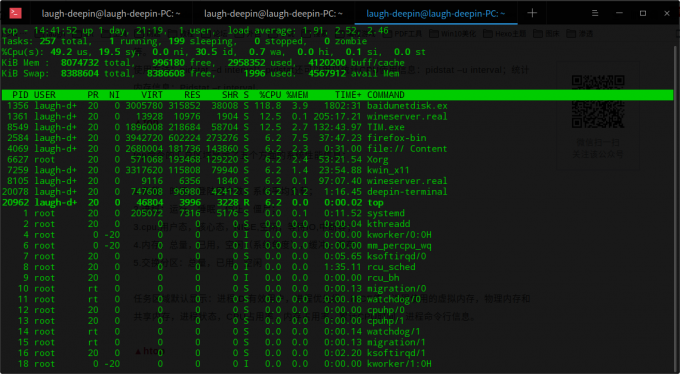 laugh-deepin@laugh-deepin-PC: ~ laugh-deepin@laugh-deepin-PC: ~ laugh-deepin@laugh-deepin-PC: ~
top - 14:41:52 up 1 day, 21:19, 1 user, load average: 1.91, 2.52, 2.46
Tasks: 257 total, 1 running, 199 sleeping, 0 stopped, 0 zombie
%Cpu(s): 49.2 us, 19.5 sy, 0.0 ni, 30.5 id, 0.7 wa, 0.0 hi, 0.1 si, 0.0 st
KiB Mem : 8074732 total, 996180 free, 2958352 used, 4120200 buff/cache
KiB Swap: 8388604 total, 8386608 free, 1996 used. 4567912 avail Mem
PID USER PR NI VIRT RES SHR S %CPU %MEM TIME+ COMMAND
1356 laugh-d+ 20 0 3005780 315852 38008 S 118.8 3.9 1802:31 baidunetdisk.ex
1361 laugh-d+ 20 0 13928 10976 1904 S 12.5 0.1 205:17.21 wineserver.real
8549 laugh-d+ 20 0 1896008 218684 58704 S 12.5 2.7 132:43.97 TIM.exe
2584 laugh-d+ 20 0 3942720 602224 273276 S 6.2 7.5 37:47.23 firefox-bin
4069 laugh-d+ 20 0 2680004 181736 143860 S 6.2 2.3 0:31.00 file:// Content
6627 root 20 0 571068 193468 129220 S 6.2 2.4 53:21.54 Xorg
7259 laugh-d+ 20 0 3317620 115808 79940 S 6.2 1.4 23:54.88 kwin_x11
8105 laugh-d+ 20 0 9116 6356 1840 S 6.2 0.1 97:07.40 wineserver.real
20078 laugh-d+ 20 0 747608 96980 42412 S 6.2 1.2 1:16.45 deepin-terminal
20962 laugh-d+ 20 0 46804 3996 3228 R 6.2 0.0 0:00.02 top
1 root 20 0 205072 7316 5176 S 0.0 0.1 0:11.52 systemd
2 root 20 0 0 0 0 S 0.0 0.0 0:00.04 kthreadd
4 root 0 -20 0 0 0 I 0.0 0.0 0:00.00 kworker/0:0H
6 root 0 -20 0 0 0 I 0.0 0.0 0:00.00 mm_percpu_wq
7 root 20 0 0 0 0 S 0.0 0.0 0:05.65 ksoftirqd/0
8 root 20 0 0 0 0 I 0.0 0.0 1:35.11 rcu_sched
9 root 20 0 0 0 0 I 0.0 0.0 0:00.00 rcu_bh
10 root rt 0 0 0 0 S 0.0 0.0 0:00.13 migration/0
11 root rt 0 0 0 0 S 0.0 0.0 0:00.18 watchdog/0
12 root 20 0 0 0 0 S 0.0 0.0 0:00.00 cpuhp/0
13 root 20 0 0 0 0 S 0.0 0.0 0:00.00 cpuhp/1
14 root rt 0 0 0 0 S 0.0 0.0 0:00.14 watchdog/1
15 root rt 0 0 0 0 S 0.0 0.0 0:00.13 migration/1
16 root 20 0 0 0 0 S 0.0 0.0 0:02.20 ksoftirqd/1
18 root 0 -20 0 0 0 I 0.0 0.0 0:00.00 kworker/1:0H